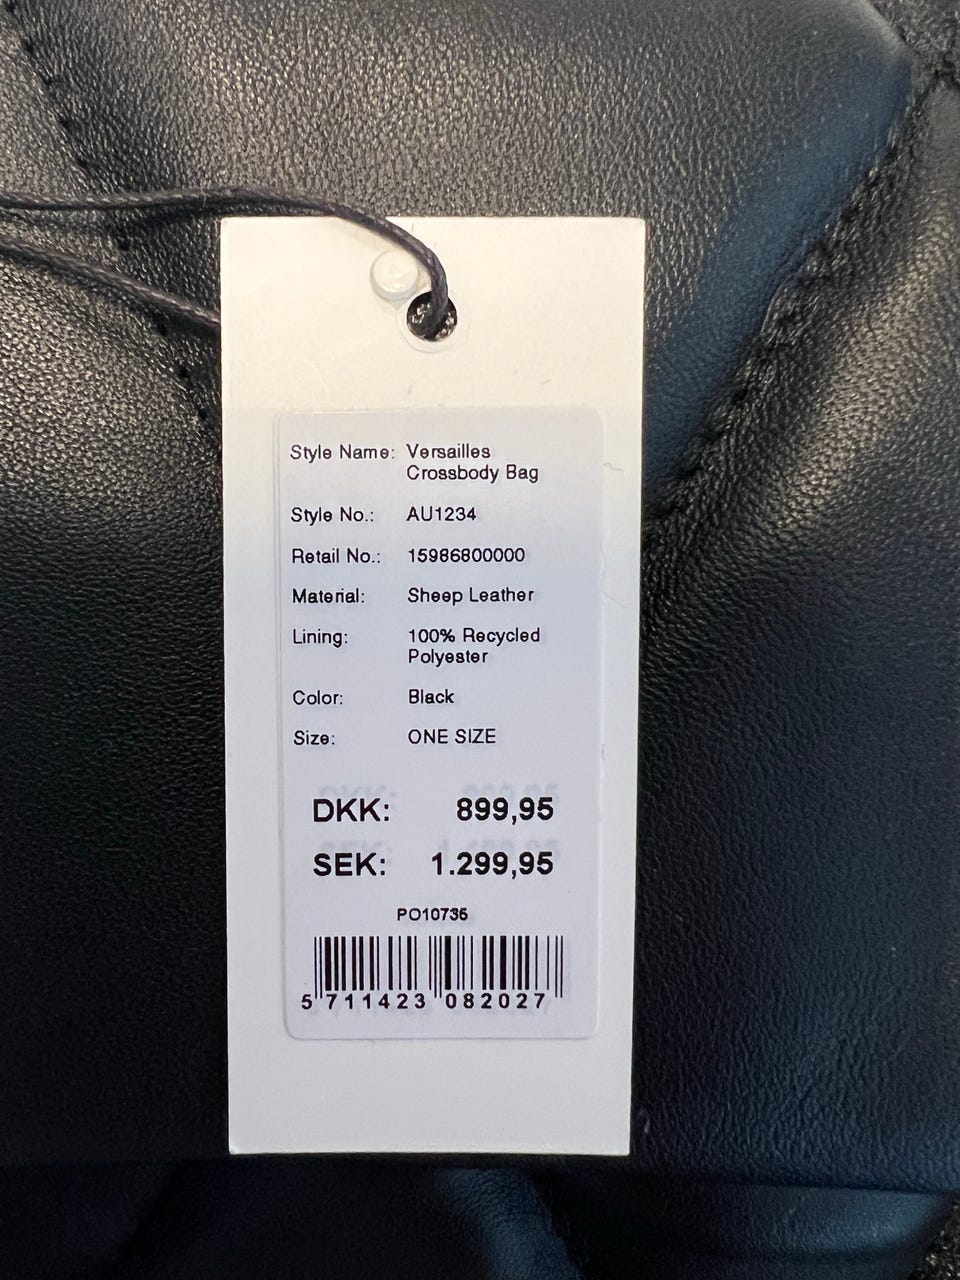 Style Name: Versailles
Crossbody Bag
Style No.: AU1234
Retail No.: 15986800000
Material: Sheep Leather
Lining: 100% Recycled
Polyester
Color: Black
Size: ONE SIZE
DKK: 899,95
SEK: 1.299,95
PO10735
5 711423 082027